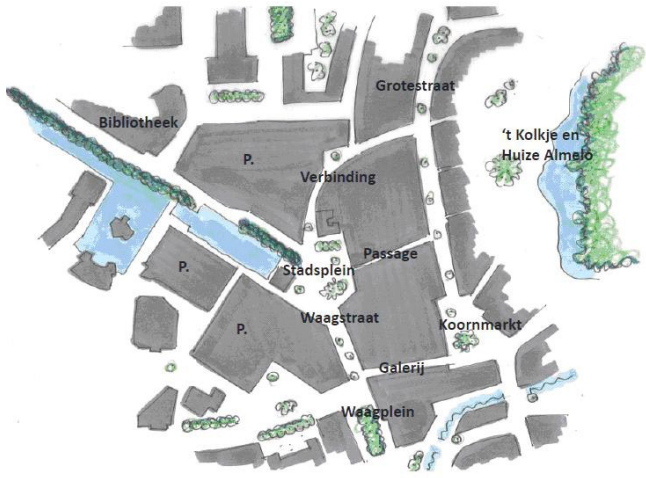 Grotestraat
Bibliotheek
't Kolkje en
Huize Almelo
P.
Verbinding
Passage
Stadsplein
P.
Waagstraat
Koornmarkt
P.
Galerij
Waagplein